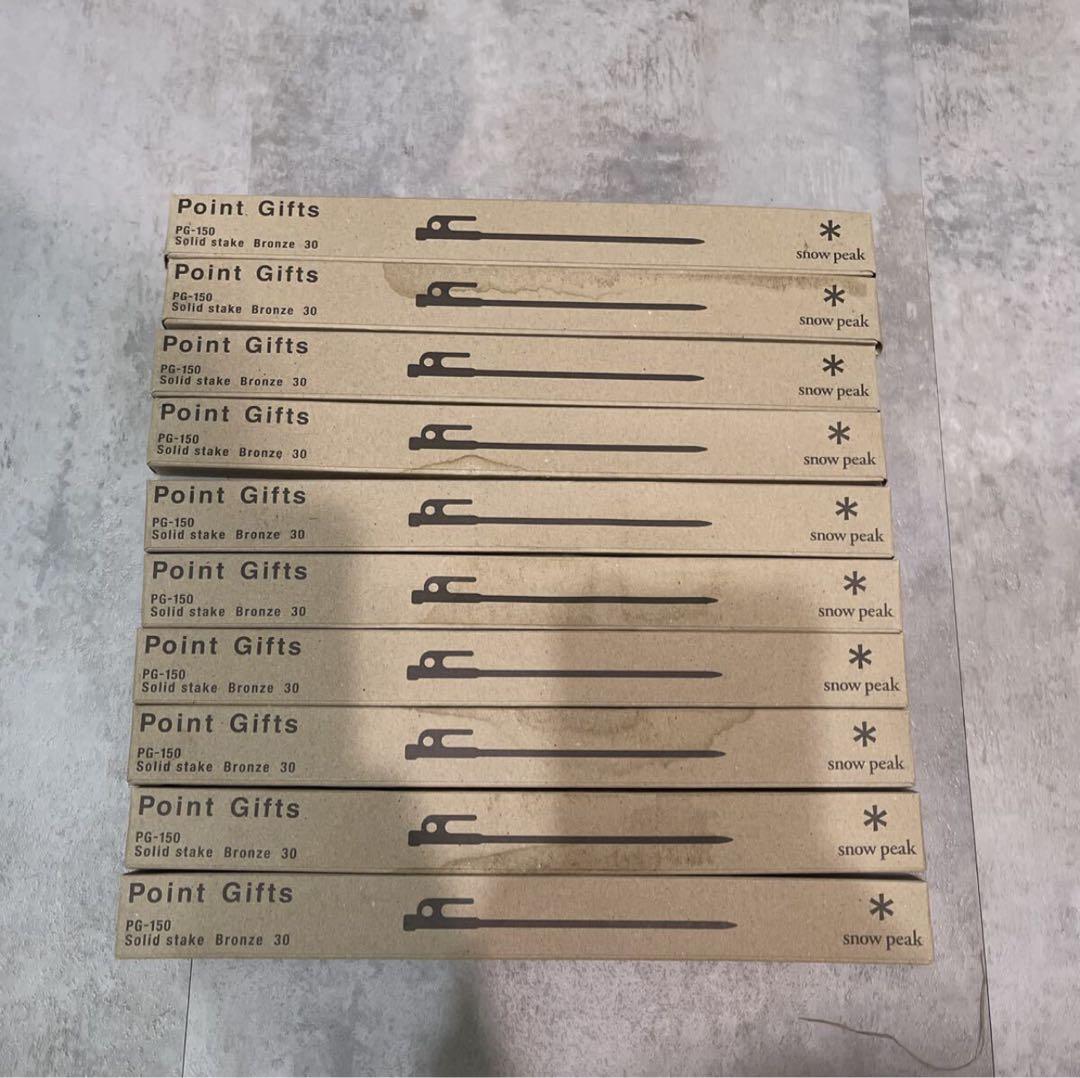 Point Gifts
PG-150
Solid stake Bronze 30
snow peak
Point Gifts
PG-150
Solid stake Bronze 30
snow peak
Point Gifts
PG-150
Solid stake Bronze 30
snow peak
Point Gifts
PG-150
Solid stake Bronze 30
snow peak
Point Gifts
PG-150
Solid stake Bronze 30
snow peak
Point Gifts
PG-150
Solid stake Bronze 30
snow peak
Point Gifts
PG-150
Solid stake Bronze 30
snow peak
Point Gifts
PG-150
Solid stake Bronze 30
snow peak
Point Gifts
PG-150
Solid stake Bronze 30
snow peak
Point Gifts
PG-150
Solid stake Bronze 30
snow peak